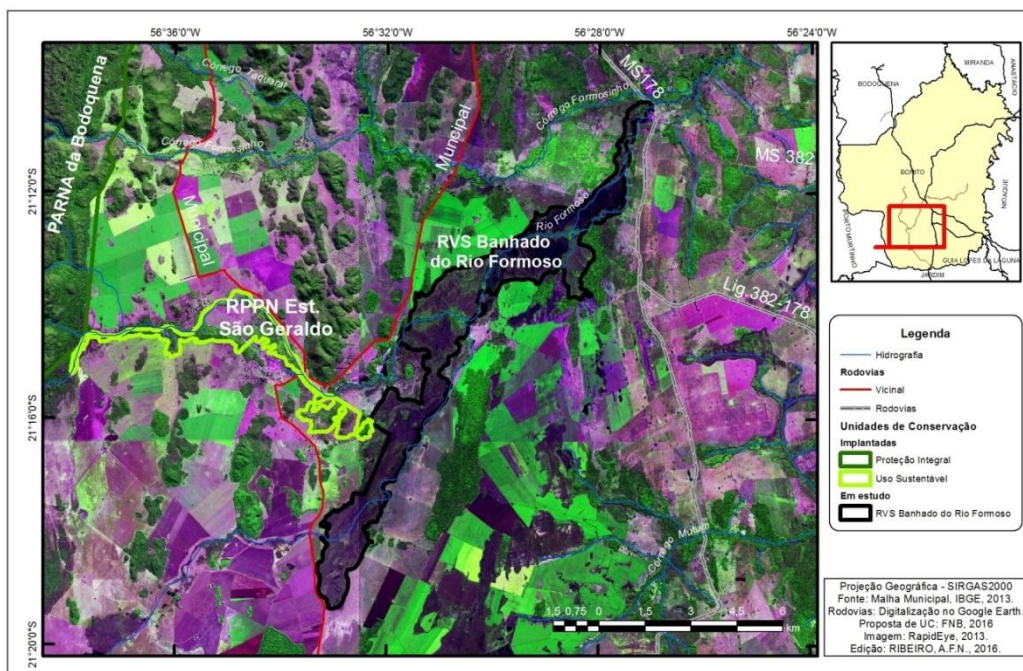 56°36'0"W
56°32'0"W
56°28'0"W
56°24'0"W
21°12'0"S
21°16'0"S
21°20'0"S
PARNA da Bodoquena
Córrego Taquaral
Córrego Formosinho
Municipal
Muncipal
Córrego Formosinho
MS178
MS 382
Rio Formoso
RVS Banhado
do Rio Formoso
RPPN Est.
São Geraldo
Lig.382-178
Córrego Mutum
1,5 0,75 0 1,5 3 4,5 6
km
MIRANDA
ANASTÁCIO
BODOQUENA
BONITO
NIOAQUE
PORTO MURTINHO
GUIA LOPES DA LAGUNA
JARDIM
Legenda
Hidrografia
Rodovias
Vicinal
Rodovias
Unidades de Conservação
Implantadas
Proteção Integral
Uso Sustentável
Em estudo
RVS Banhado do Rio Formoso
Projeção Geográfica - SIRGAS2000
Fonte: Malha Municipal, IBGE, 2013.
Rodovias: Digitalização no Google Earth.
Proposta de UC: FNB, 2016
Imagem: RapidEye, 2013.
Edição: RIBEIRO, A.F.N., 2016.